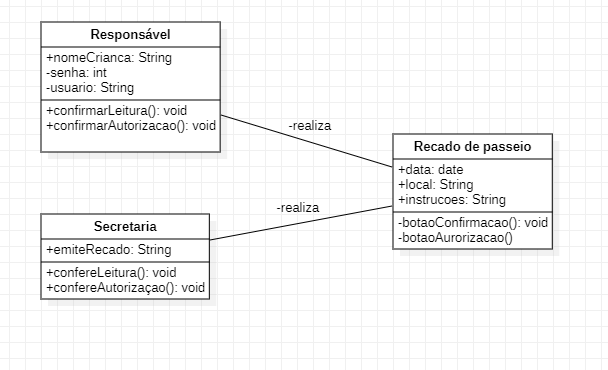 Responsável
+nomeCrianca: String
-senha: int
-usuario: String
+confirmarLeitura(): void
+confirmarAutorizacao(): void
-realiza
Recado de passeio
+data: date
+local: String
+instrucoes: String
-botaoConfirmacao(): void
-botaoAurorizacao()
-realiza
Secretaria
+emiteRecado: String
+confereLeitura(): void
+confereAutorizaçao(): void